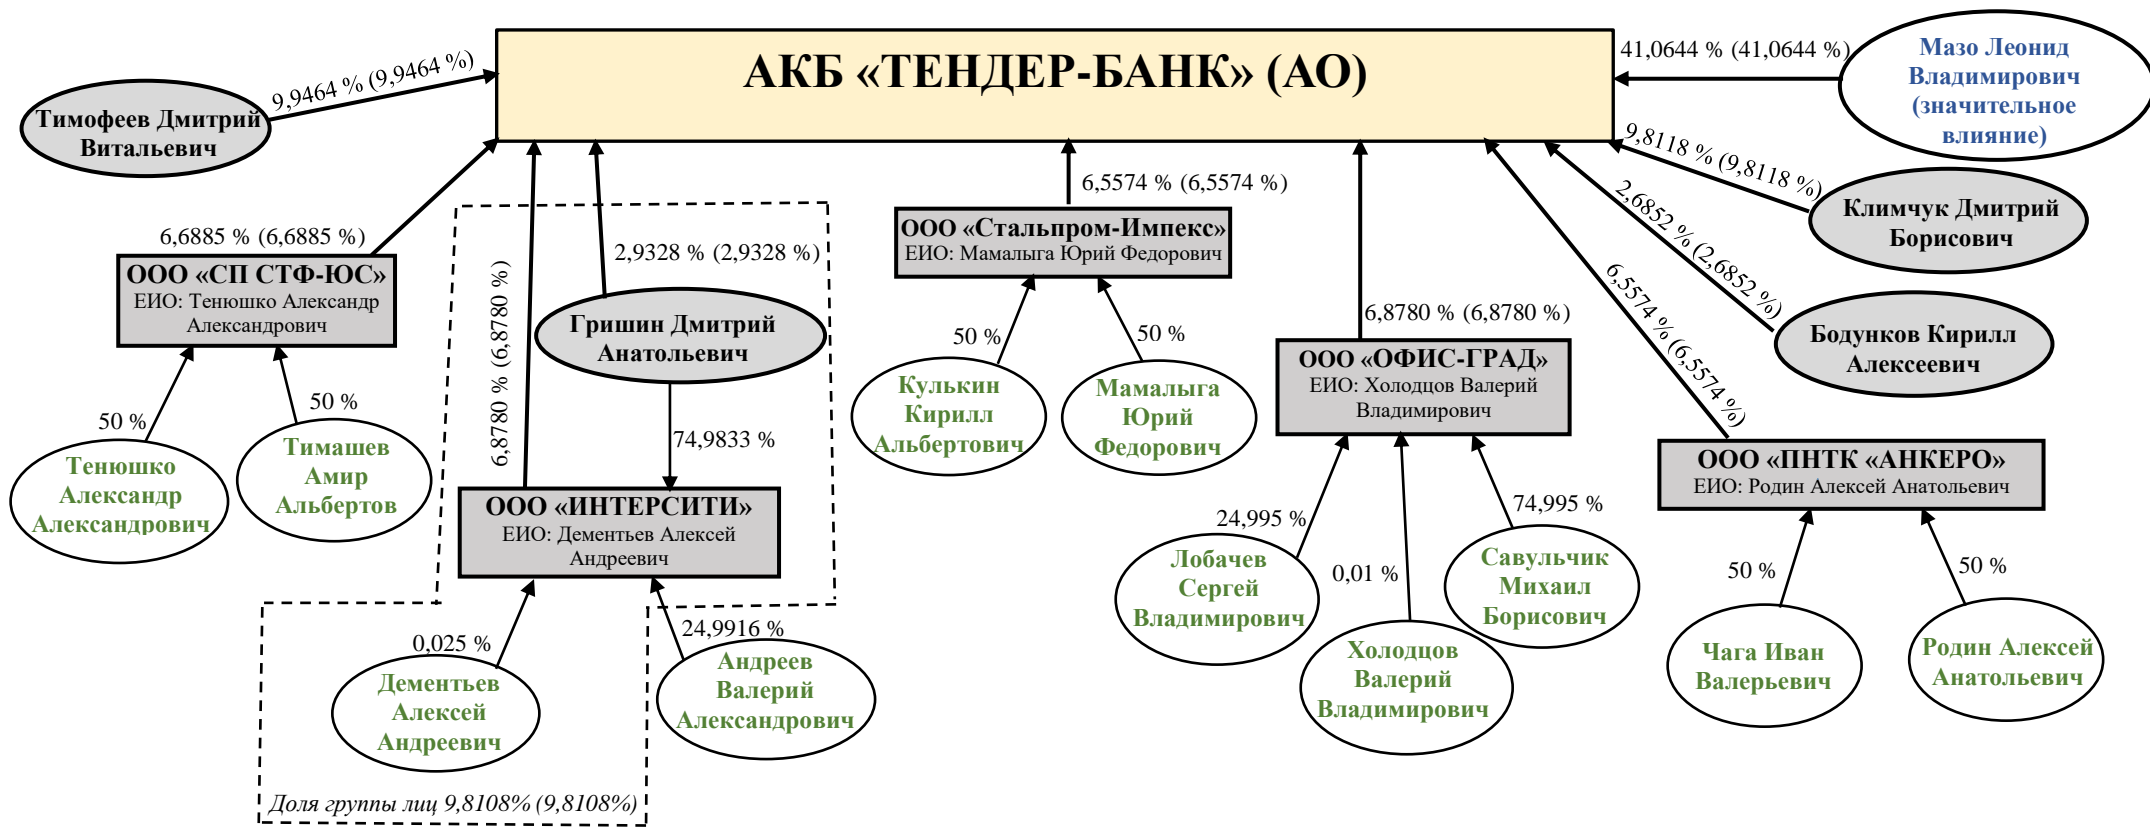 АКБ «ТЕНДЕР-БАНК» (АО)
41,0644 % (41,0644 %)
Мазо Леонид
Владимирович
(значительное
влияние)
9,9464 % (9,9464 %)
Тимофеев Дмитрий
Витальевич
9,8118 % (9,8118 %)
Климчук Дмитрий
Борисович
2,6852 % (2,6852 %)
Бодунков Кирилл
Алексеевич
6,6885 % (6,6885 %)
ООО «СП СТФ-ЮС»
ЕИО: Тенюшко Александр
Александрович
50 %
50 %
Тенюшко
Александр
Александрович
Тимашев
Амир
Альбертов
6,8780 % (6,8780 %)
2,9328 % (2,9328 %)
Гришин Дмитрий
Анатольевич
74,9833 %
ООО «ИНТЕРСИТИ»
ЕИО: Дементьев Алексей
Андреевич
0,025 %
24,9916 %
Дементьев
Алексей
Андреевич
Андреев
Валерий
Александрович
Доля группы лиц 9,8108% (9,8108%)
6,5574 % (6,5574 %)
ООО «Стальпром-Импекс»
ЕИО: Мамалыга Юрий Федорович
50 %
50 %
Кулькин
Кирилл
Альбертович
Мамалыга
Юрий
Федорович
6,8780 % (6,8780 %)
ООО «ОФИС-ГРАД»
ЕИО: Холодцов Валерий
Владимирович
24,995 %
0,01 %
74,995 %
Лобачев
Сергей
Владимирович
Холодцов
Валерий
Владимирович
Савульчик
Михаил
Борисович
6,5574 % (6,5574 %)
ООО «ПНТК «АНКЕРО»
ЕИО: Родин Алексей Анатольевич
50 %
50 %
Чага Иван
Валерьевич
Родин Алексей
Анатольевич